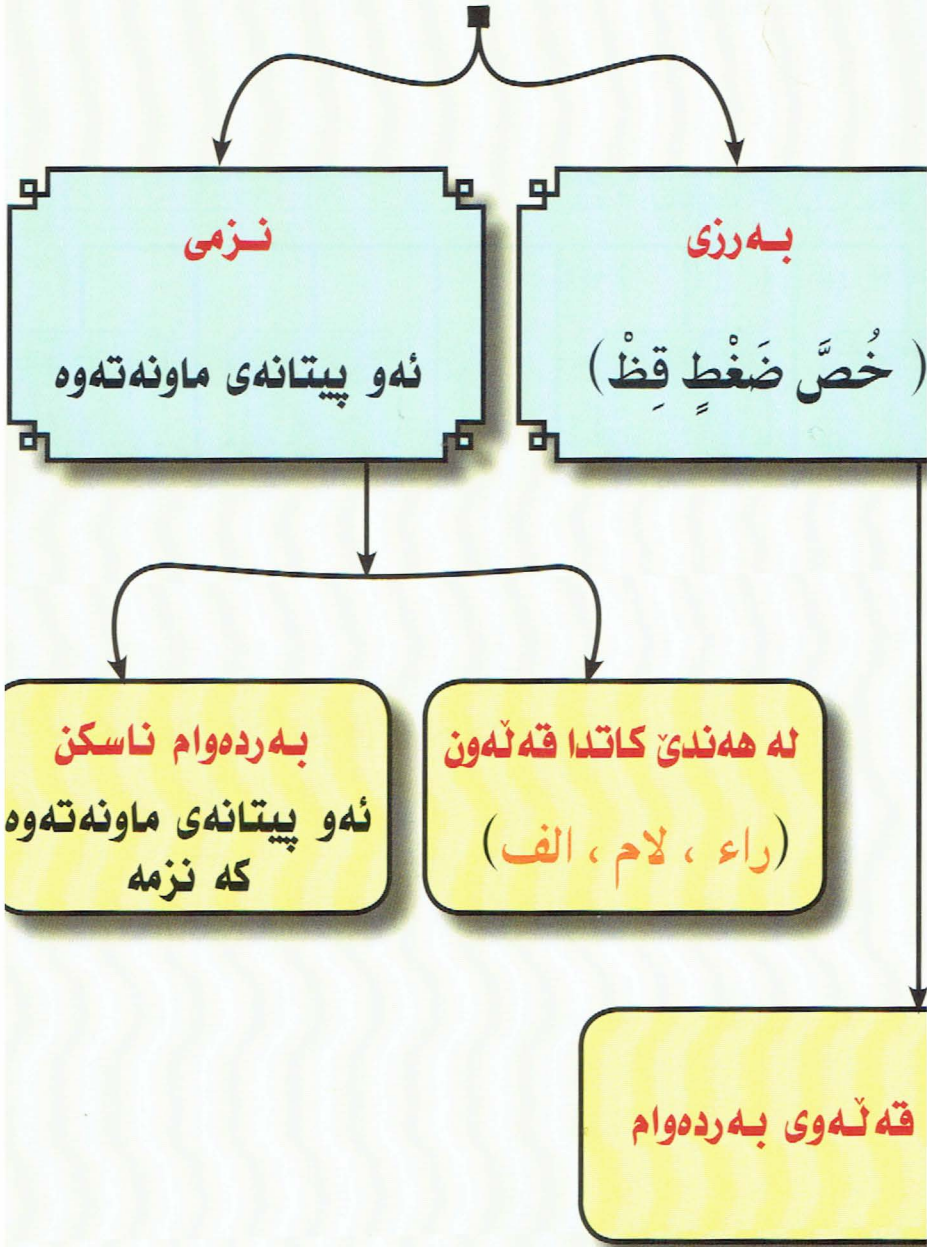 بەرزی
( خُصَّ ضَغْطٍ قِظْ)
نزمی
ئەو پیتانەی ماونەتەوە
لە هەندێ کاتدا قەڵەون
(راء ، لام ، الف)
بەردەوام ناسکن
ئەو پیتانەی ماونەتەوە
کە نزمە
قەڵەوی بەردەوام